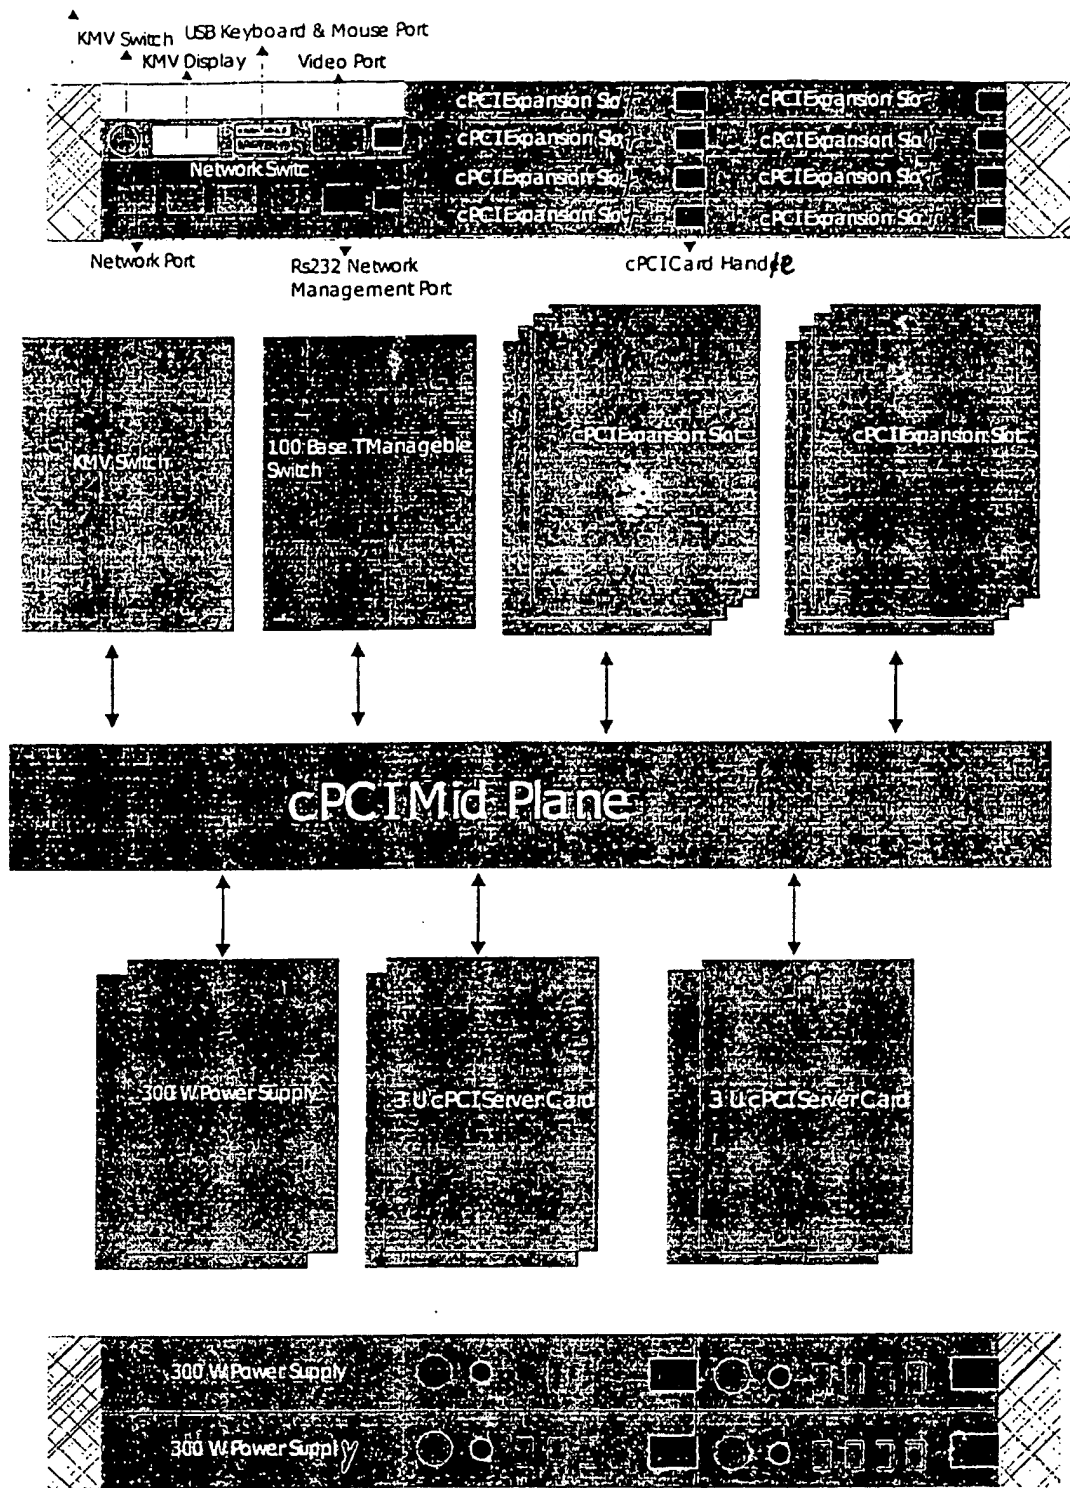 USB Keyboard & Mouse Port
KMV Switch
KMV Display
Video Port
cPCI Expansion Slo
cPCI Expansion Slo
cPCI Expansion Slo
cPCI Expansion Slo
Network Switc
cPCI Expansion Slo
cPCI Expansion Slo
cPCI Expansion Slo
cPCI Expansion Slo
Network Port
Rs232 Network
Management Port
cPCI Card Handle
KMV Switch
100 Base.T Manageble
Switch
cPCI Expansion Slot
cPCI Expansion Slot
cPCI Mid Plane
300 W.Power Supply
3 U cPCI Server Card
3 U cPCI Server Card
300 W.Power Supply
300 W.Power Supply